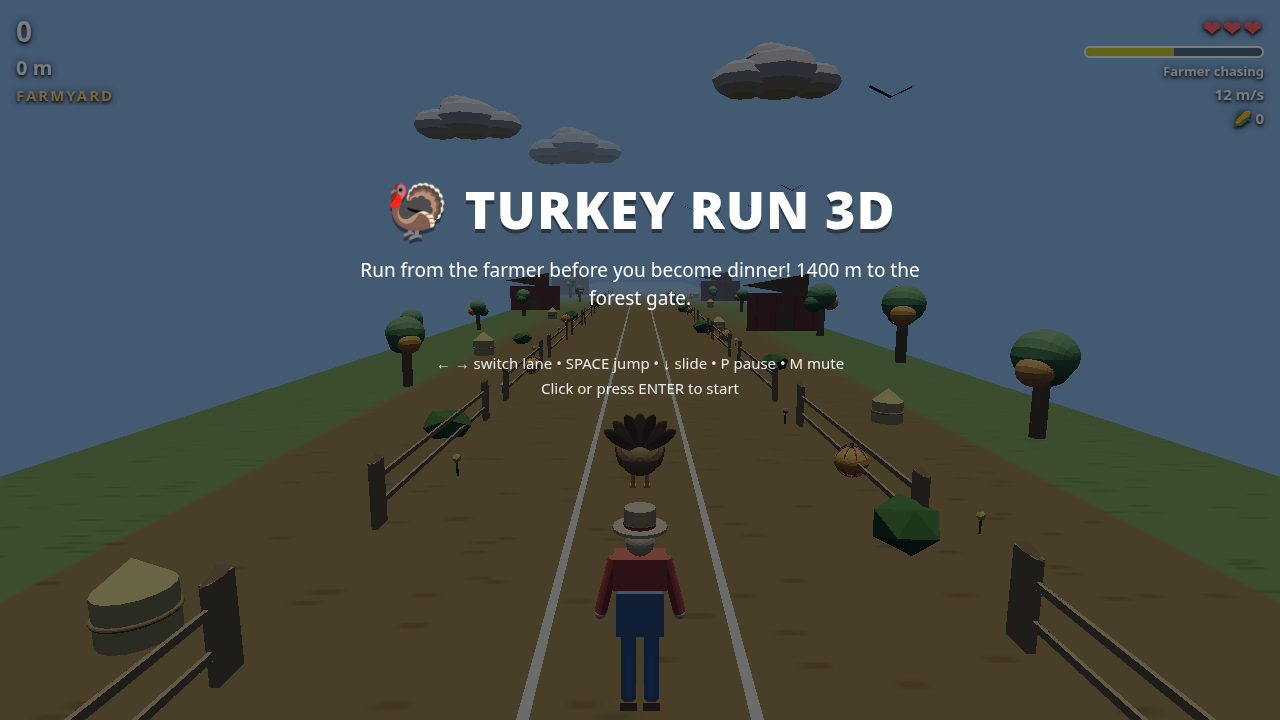 0
0 m
FARMYARD
Farmer chasing
12 m/s
0
TURKEY RUN 3D
Run from the farmer before you become dinner! 1400 m to the
forest gate.
← → switch lane • SPACE jump • ↓ slide • P pause • M mute
Click or press ENTER to start